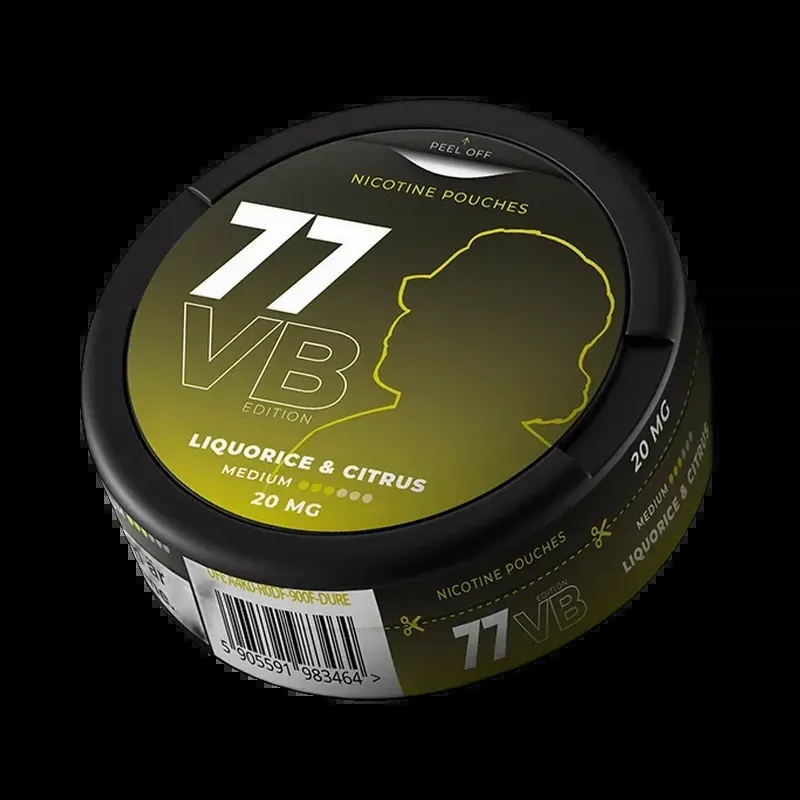 PEEL OFF
NICOTINE POUCHES
77
VB
EDITION
LIQUORICE & CITRUS
MEDIUM
20 MG
20 MG
MEDIUM
LIQUORICE & CITRUS
NICOTINE POUCHES
EDITION
77 VB
5 905591 983464 >